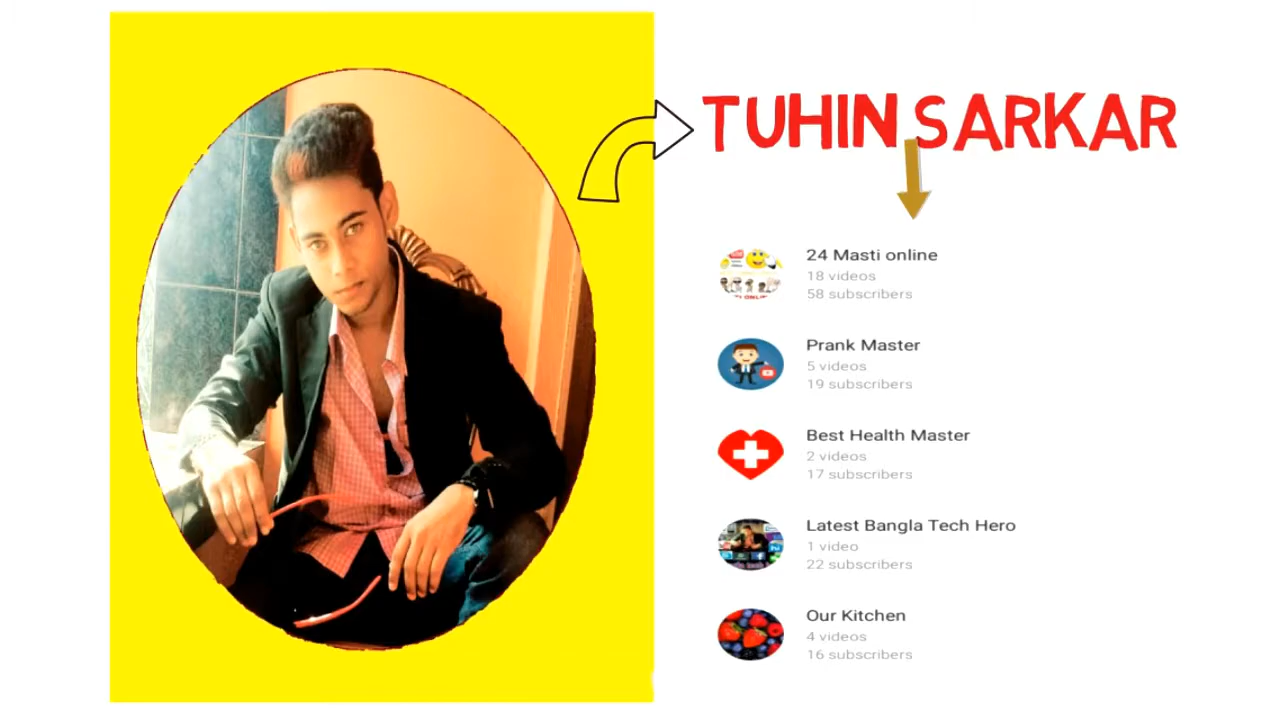 TUHIN SARKAR
24 Masti online
18 videos
58 subscribers
Prank Master
5 videos
19 subscribers
Best Health Master
2 videos
17 subscribers
Latest Bangla Tech Hero
1 video
22 subscribers
Our Kitchen
4 videos
16 subscribers